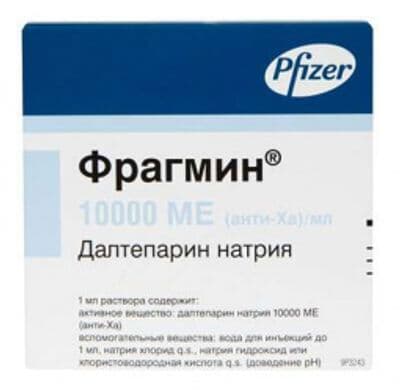 Pfizer
Фрагмин®
10000 МЕ (анти-Ха)/мл
Далтепарин натрия
1 мл раствора содержит:
активное вещество: далтепарин натрия 10000 МЕ
(анти-Ха)
вспомогательные вещества: вода для инъекций до
1 мл, натрия хлорид q.s., натрия гидроксид или
хлористоводородная кислота q.s. (доведение pH)
9P3243